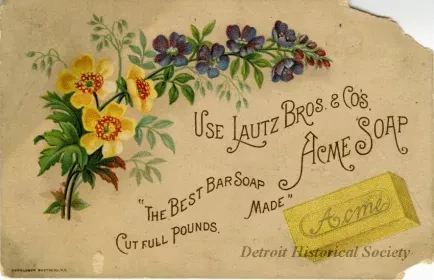 USE LAUTZ BROS. & CO'S.
ACME SOAP
"THE BEST BAR SOAP
MADE"
CUT FULL POUNDS.
Acme
Detroit Historical Society